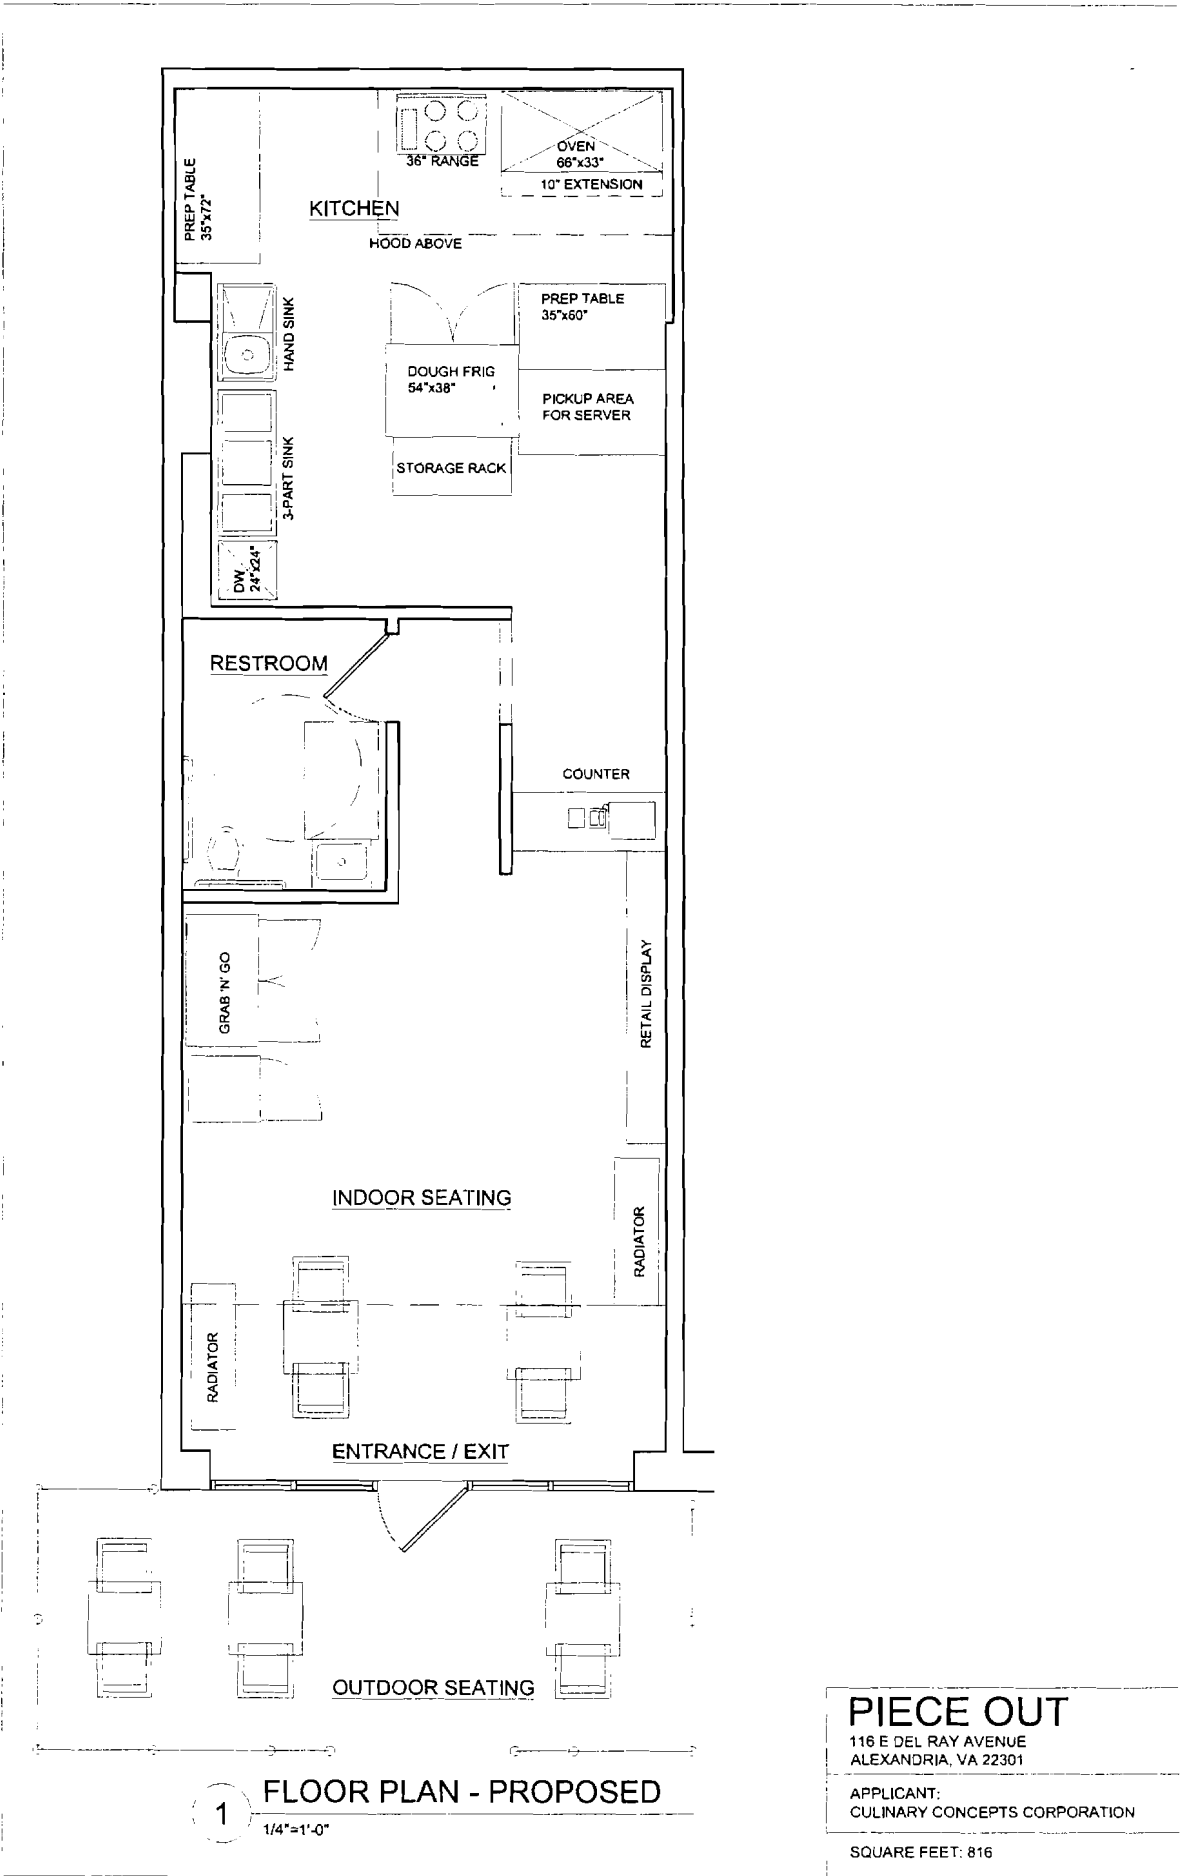 36" RANGE
OVEN
66"x33"
10" EXTENSION
PREP TABLE
35"x72"
KITCHEN
HOOD ABOVE
HAND SINK
PREP TABLE
35"x60"
DOUGH FRIG
54"x38"
PICKUP AREA
FOR SERVER
3-PART SINK
STORAGE RACK
DW
24"x24"
RESTROOM
COUNTER
GRAB 'N' GO
RETAIL DISPLAY
INDOOR SEATING
RADIATOR
RADIATOR
ENTRANCE / EXIT
OUTDOOR SEATING
1
FLOOR PLAN - PROPOSED
1/4"=1'-0"
PIECE OUT
116 E DEL RAY AVENUE
ALEXANDRIA, VA 22301
APPLICANT:
CULINARY CONCEPTS CORPORATION
SQUARE FEET: 816